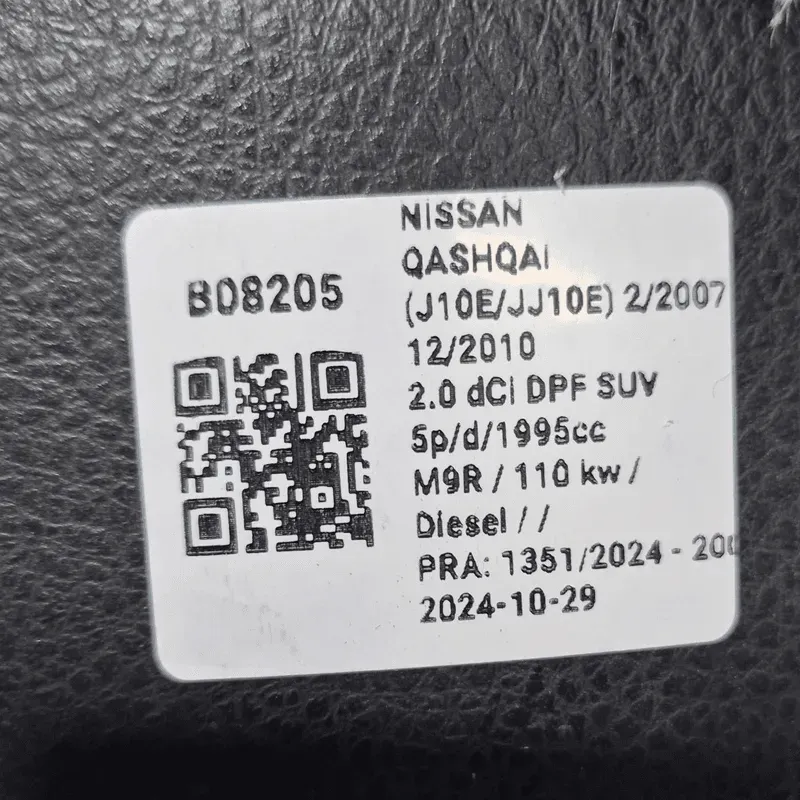 B08205
NISSAN
QASHQAI
(J10E/JJ10E) 2/2007
12/2010
2.0 dCi DPF SUV
5p/d/1995cc
M9R / 110 kw /
Diesel / /
PRA: 1351/2024 - 200
2024-10-29